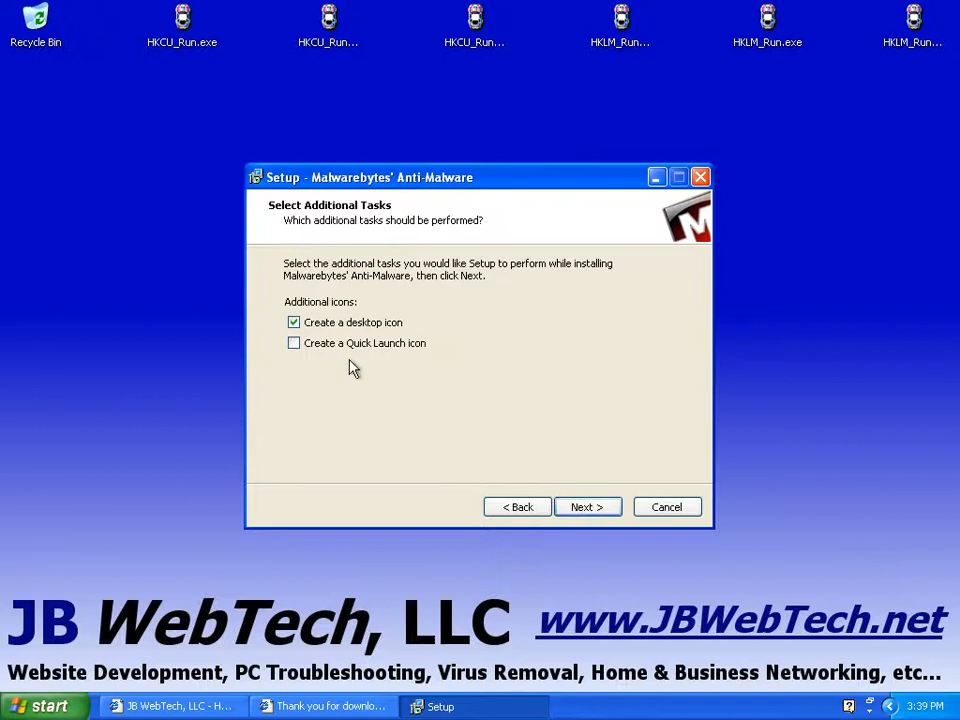 Recycle Bin
HKCU_Run.exe
HKCU_Run...
HKCU_Run...
HKLM_Run...
HKLM_Run.exe
HKLM_Run...
Setup - Malwarebytes' Anti-Malware
Select Additional Tasks
Which additional tasks should be performed?
M
Select the additional tasks you would like Setup to perform while installing
Malwarebytes' Anti-Malware, then click Next.
Additional icons:
Create a desktop icon
Create a Quick Launch icon
< Back
Next >
Cancel
JB WebTech, LLC
www.JBWebTech.net
Website Development, PC Troubleshooting, Virus Removal, Home & Business Networking, etc...
start
JB WebTech, LLC - H...
Thank you for downlo...
Setup
3:39 PM